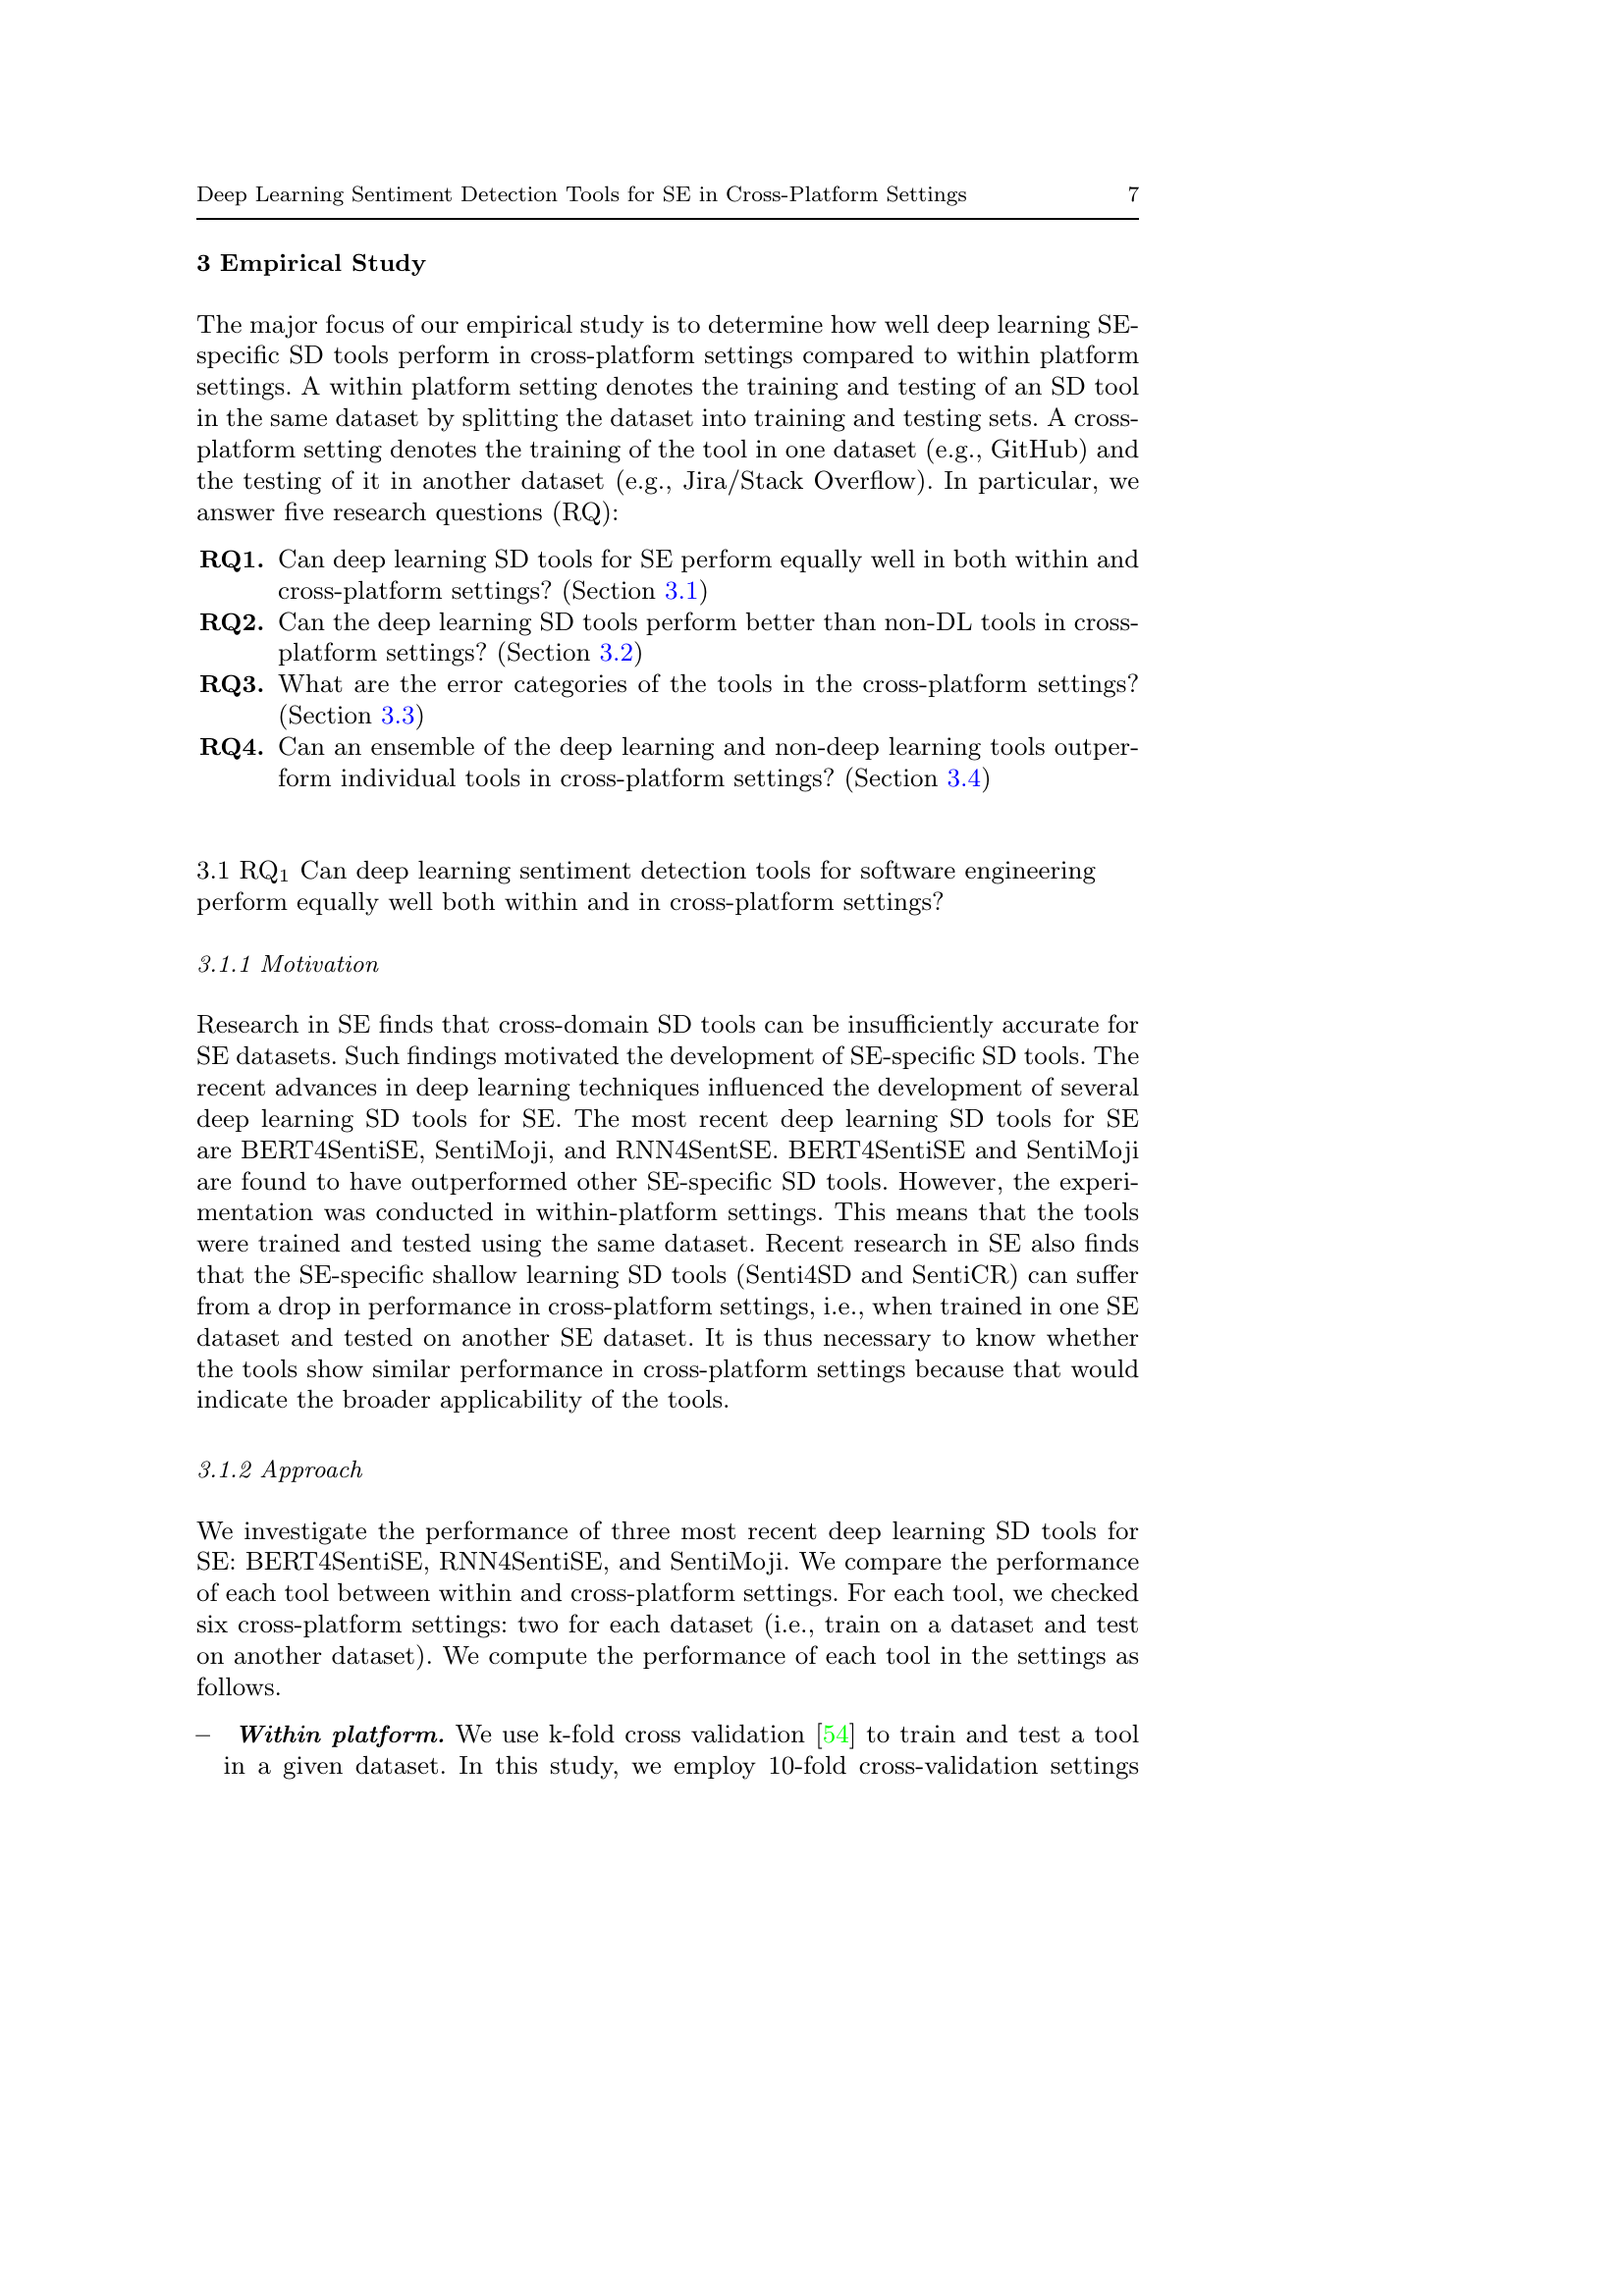 Deep Learning Sentiment Detection Tools for SE in Cross-Platform Settings 7
3 Empirical Study
The major focus of our empirical study is to determine how well deep learning SE-
specific SD tools perform in cross-platform settings compared to within platform
settings. A within platform setting denotes the training and testing of an SD tool
in the same dataset by splitting the dataset into training and testing sets. A cross-
platform setting denotes the training of the tool in one dataset (e.g., GitHub) and
the testing of it in another dataset (e.g., Jira/Stack Overflow). In particular, we
answer five research questions (RQ):
RQ1. Can deep learning SD tools for SE perform equally well in both within and
cross-platform settings? (Section 3.1)
RQ2. Can the deep learning SD tools perform better than non-DL tools in cross-
platform settings? (Section 3.2)
RQ3. What are the error categories of the tools in the cross-platform settings?
(Section 3.3)
RQ4. Can an ensemble of the deep learning and non-deep learning tools outper-
form individual tools in cross-platform settings? (Section 3.4)
3.1 RQ1 Can deep learning sentiment detection tools for software engineering
perform equally well both within and in cross-platform settings?
3.1.1 Motivation
Research in SE finds that cross-domain SD tools can be insufficiently accurate for
SE datasets. Such findings motivated the development of SE-specific SD tools. The
recent advances in deep learning techniques influenced the development of several
deep learning SD tools for SE. The most recent deep learning SD tools for SE
are BERT4SentiSE, SentiMoji, and RNN4SentSE. BERT4SentiSE and SentiMoji
are found to have outperformed other SE-specific SD tools. However, the experi-
mentation was conducted in within-platform settings. This means that the tools
were trained and tested using the same dataset. Recent research in SE also finds
that the SE-specific shallow learning SD tools (Senti4SD and SentiCR) can suffer
from a drop in performance in cross-platform settings, i.e., when trained in one SE
dataset and tested on another SE dataset. It is thus necessary to know whether
the tools show similar performance in cross-platform settings because that would
indicate the broader applicability of the tools.
3.1.2 Approach
We investigate the performance of three most recent deep learning SD tools for
SE: BERT4SentiSE, RNN4SentiSE, and SentiMoji. We compare the performance
of each tool between within and cross-platform settings. For each tool, we checked
six cross-platform settings: two for each dataset (i.e., train on a dataset and test
on another dataset). We compute the performance of each tool in the settings as
follows.
– Within platform. We use k-fold cross validation [54] to train and test a tool
in a given dataset. In this study, we employ 10-fold cross-validation settings